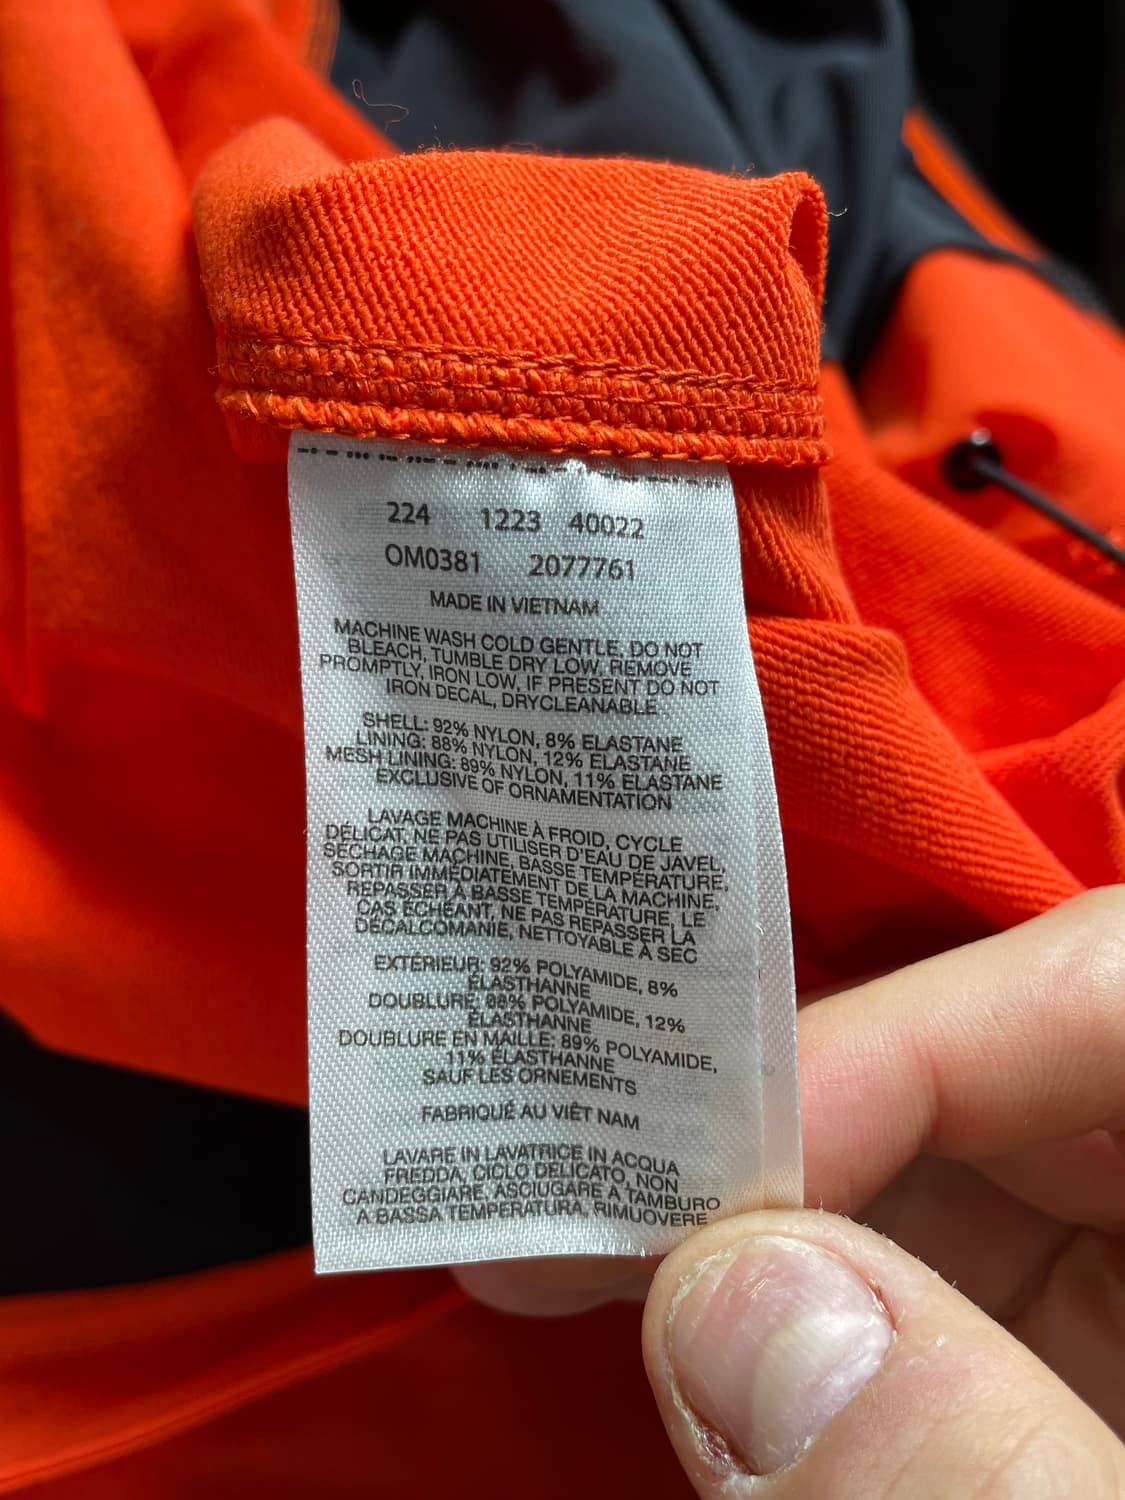 224 1223 40022
OM0381 2077761
MADE IN VIETNAM
MACHINE WASH COLD GENTLE, DO NOT
BLEACH, TUMBLE DRY LOW, REMOVE
PROMPTLY, IRON LOW, IF PRESENT DO NOT
IRON DECAL, DRYCLEANABLE
SHELL: 92% NYLON, 8% ELASTANE
LINING: 88% NYLON, 12% ELASTANE
MESH LINING: 89% NYLON, 11% ELASTANE
EXCLUSIVE OF ORNAMENTATION
LAVAGE MACHINE À FROID, CYCLE
DÉLICAT, NE PAS UTILISER D'EAU DE JAVEL,
SÉCHAGE MACHINE, BASSE TEMPÉRATURE,
SORTIR IMMÉDIATEMENT DE LA MACHINE,
REPASSER À BASSE TEMPÉRATURE, LE
CAS ÉCHÉANT, NE PAS REPASSER LA
DÉCALCOMANIE, NETTOYABLE À SEC
EXTÉRIEUR: 92% POLYAMIDE, 8%
ÉLASTHANNE
DOUBLURE: 88% POLYAMIDE, 12%
ÉLASTHANNE
DOUBLURE EN MAILLE: 89% POLYAMIDE,
11% ÉLASTHANNE
SAUF LES ORNEMENTS
FABRIQUÉ AU VIÊT NAM
LAVARE IN LAVATRICE IN ACQUA
FREDDA, CICLO DELICATO, NON
CANDEGGIARE, ASCIUGARE A TAMBURO
A BASSA TEMPERATURA, RIMUOVERE